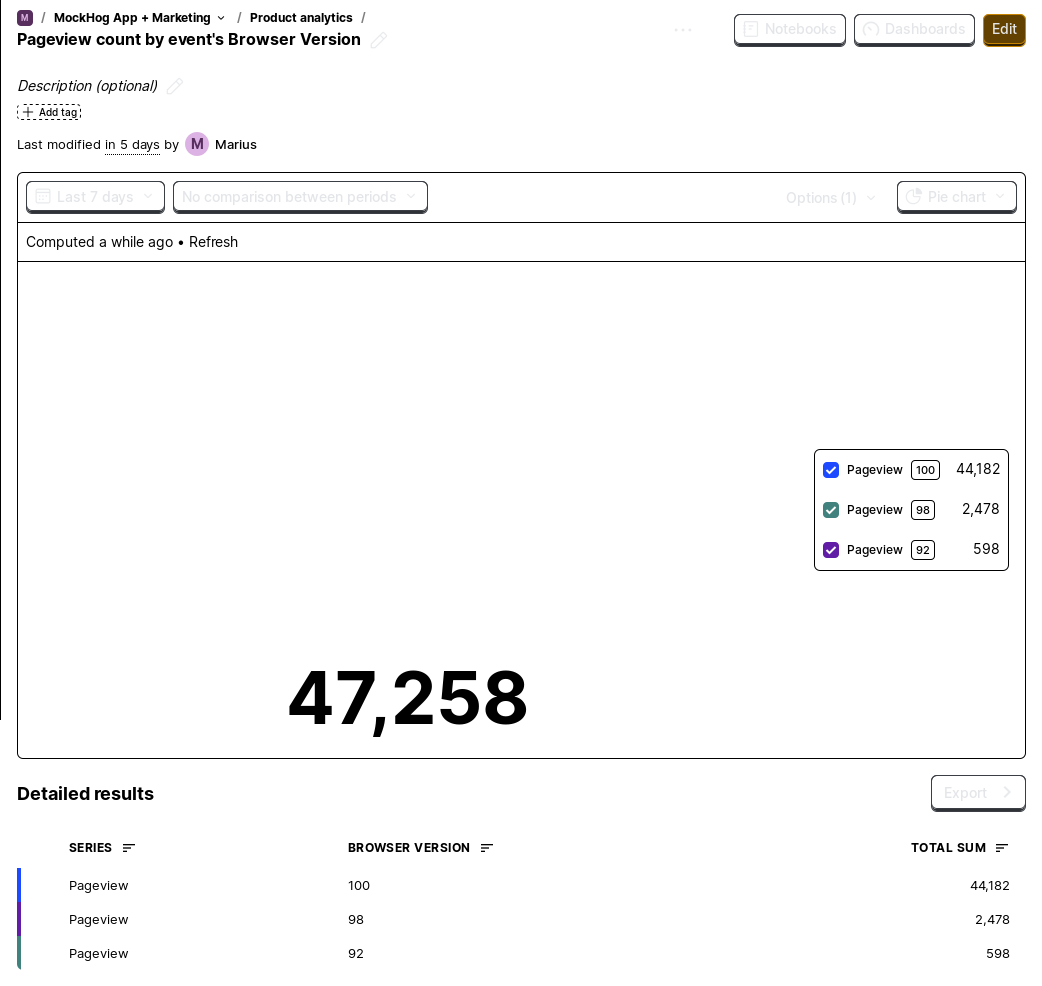 M / MockHog App + Marketing / Product analytics /
Pageview count by event's Browser Version
Notebooks Dashboards Edit
Description (optional)
Add tag
Last modified in 5 days by M Marius
Last 7 days No comparison between periods Options (1) Pie chart
Computed a while ago • Refresh
Pageview 100 44,182
Pageview 98 2,478
Pageview 92 598
47,258
Detailed results
Export
SERIES BROWSER VERSION TOTAL SUM
Pageview 100 44,182
Pageview 98 2,478
Pageview 92 598